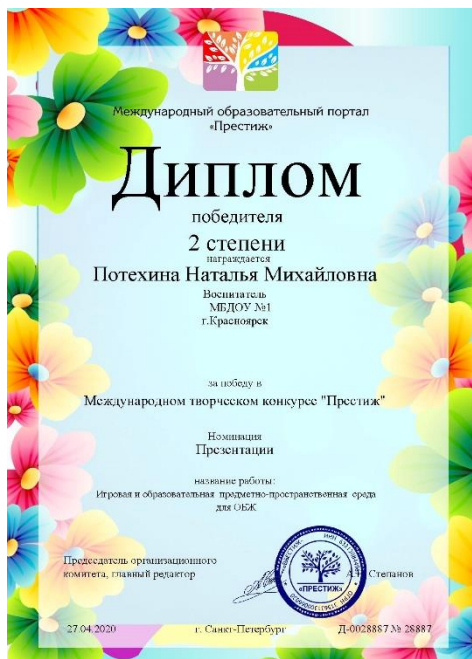 Международный образовательный портал
«Престиж»
Диплом
победителя
2 степени
награждается
Потехина Наталья Михайловна
Воспитатель
МБДОУ №1
г.Красноярск
за победу в
Международном творческом конкурсе "Престиж"
Номинация
Презентации
название работы:
Игровая и образовательная предметно-пространственная среда
для ОБЖ
Председатель организационного
комитета, главный редактор
Степанов
«ПРЕСТИЖ»
27.04.2020 г. Санкт-Петербург Д-0028887 № 28887